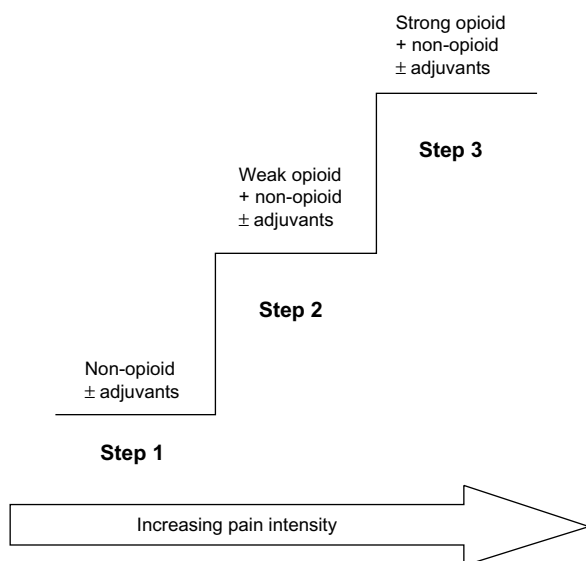 Strong opioid
+ non-opioid
± adjuvants
Step 3
Weak opioid
+ non-opioid
± adjuvants
Step 2
Non-opioid
± adjuvants
Step 1
Increasing pain intensity